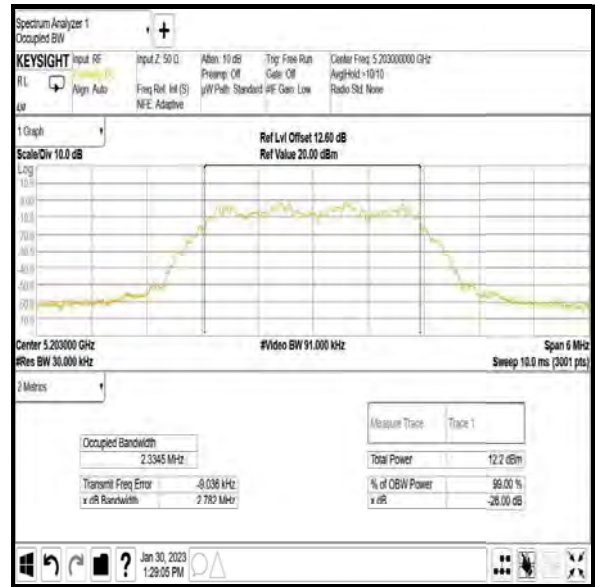 Spectrum Analyzer 1
Occupied BW
KEYSIGHT Input: RF Input Z: 50 Ω Atten: 10 dB Trig: Free Run Center Freq: 5.203000000 GHz
Preamp: Off Gate: Off Avg|Hold:>10/10
RL Align: Auto Freq Ref: Int (S) µW Path: Standard #IF Gain: Low Radio Std: None
NFE: Adaptive
1 Graph
Ref Lvl Offset 12.60 dB
Scale/Div 10.0 dB Ref Value 20.00 dBm
Log
10.0
0.00
Center 5.203000 GHz #Video BW 91.000 kHz Span 6 MHz
#Res BW 30.000 kHz Sweep 10.0 ms (3001 pts)
2 Metrics
Measure Trace Trace 1
Occupied Bandwidth
2.3345 MHz Total Power 12.2 dBm
Transmit Freq Error -9.036 kHz % of OBW Power 99.00 %
x dB Bandwidth 2.782 MHz x dB -26.00 dB
? Jan 30, 2023
1:29:05 PM